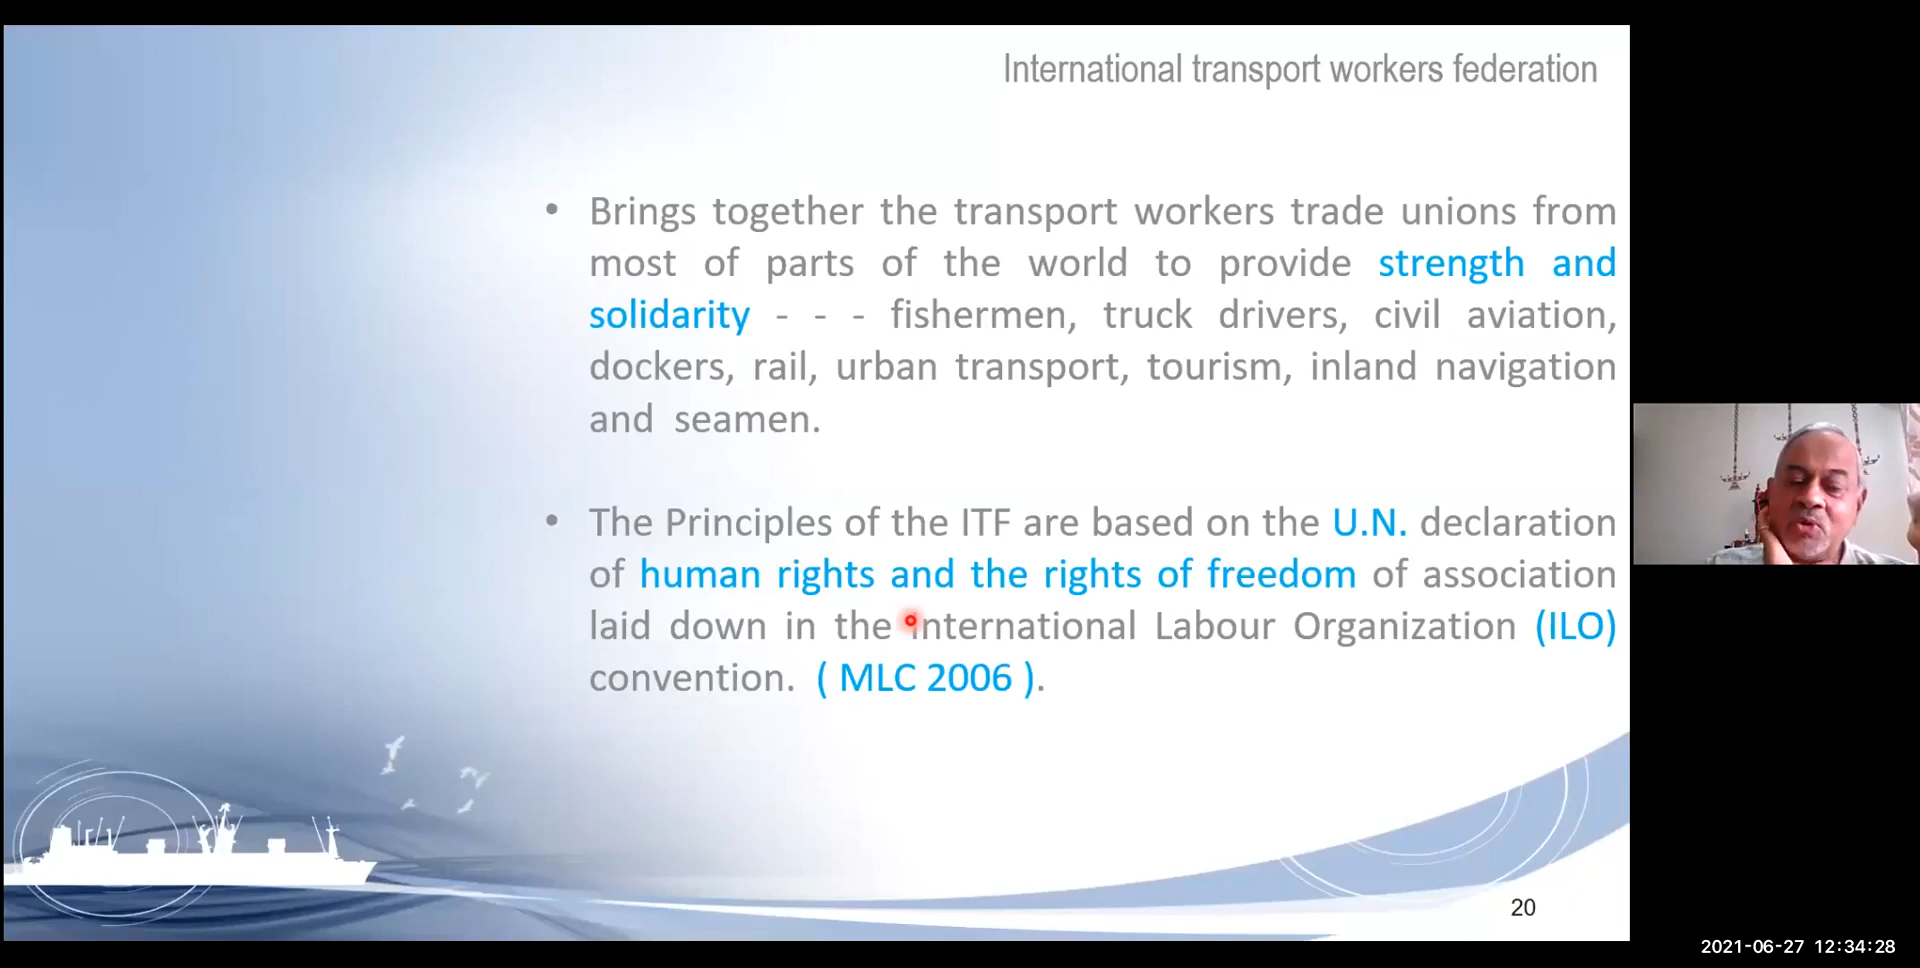 International transport workers federation
• Brings together the transport workers trade unions from
most of parts of the world to provide strength and
solidarity - - - fishermen, truck drivers, civil aviation,
dockers, rail, urban transport, tourism, inland navigation
and seamen.
• The Principles of the ITF are based on the U.N. declaration
of human rights and the rights of freedom of association
laid down in the International Labour Organization (ILO)
convention. ( MLC 2006 ).
20
2021-06-27 12:34:28